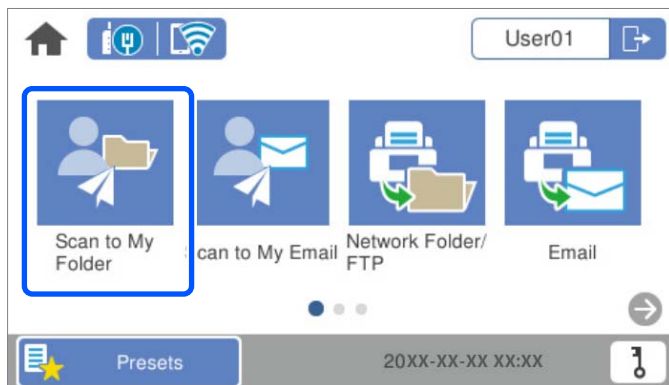 User01
Scan to My
Folder
can to My Email
Network Folder/
FTP
Email
Presets
20XX-XX-XX XX:XX